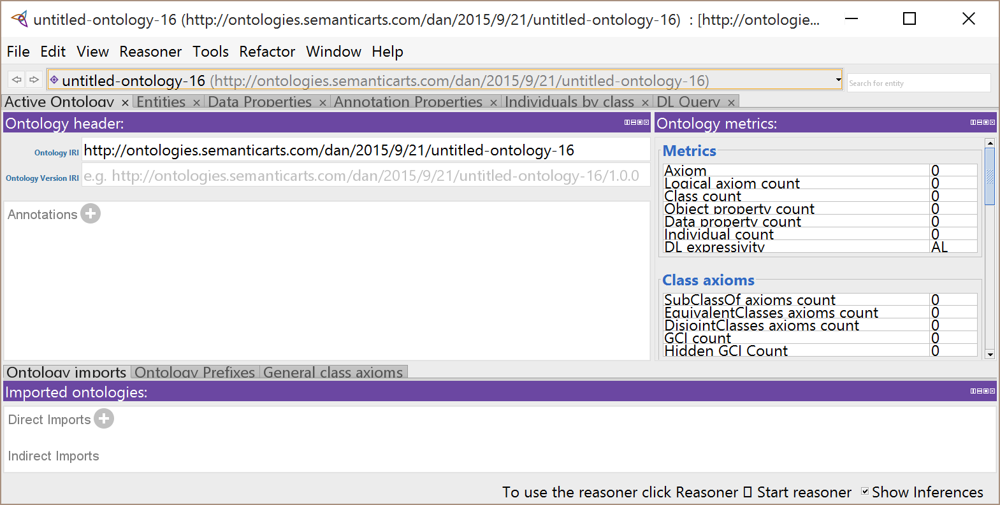 untitled-ontology-16 (http://ontologies.semanticarts.com/dan/2015/9/21/untitled-ontology-16) : [http://ontologie...
File Edit View Reasoner Tools Refactor Window Help
untitled-ontology-16 (http://ontologies.semanticarts.com/dan/2015/9/21/untitled-ontology-16)
Search for entity
Active Ontology × Entities × Data Properties × Annotation Properties × Individuals by class × DL Query ×
Ontology header:
Ontology IRI http://ontologies.semanticarts.com/dan/2015/9/21/untitled-ontology-16
Ontology Version IRI e.g. http://ontologies.semanticarts.com/dan/2015/9/21/untitled-ontology-16/1.0.0
Annotations
Ontology metrics:
Metrics
Axiom 0
Logical axiom count 0
Class count 0
Object property count 0
Data property count 0
Individual count 0
DL expressivity AL
Class axioms
SubClassOf axioms count 0
EquivalentClasses axioms count 0
DisjointClasses axioms count 0
GCI count 0
Hidden GCI Count 0
Ontology imports Ontology Prefixes General class axioms
Imported ontologies:
Direct Imports
Indirect Imports
To use the reasoner click Reasoner ▯ Start reasoner Show Inferences